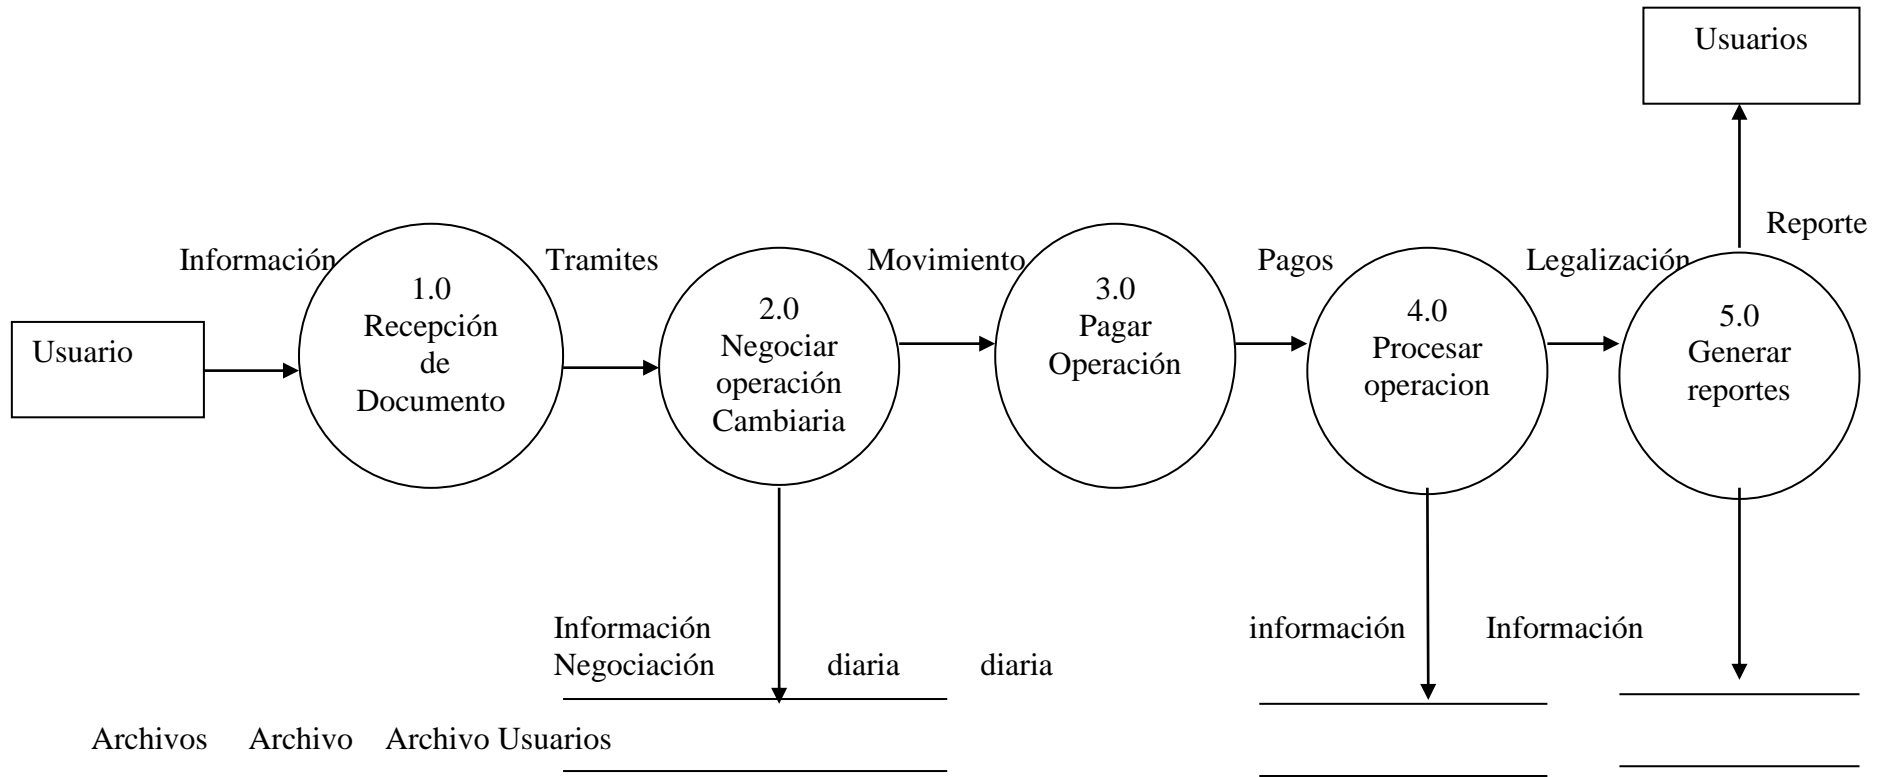 Usuarios
Reporte
Información
Tramites
Movimiento
Pagos
Legalización
Usuario
1.0
Recepción
de
Documento
2.0
Negociar
operación
Cambiaria
3.0
Pagar
Operación
4.0
Procesar
operacion
5.0
Generar
reportes
Información
información
Información
Negociación diaria diaria
Archivos Archivo Archivo Usuarios